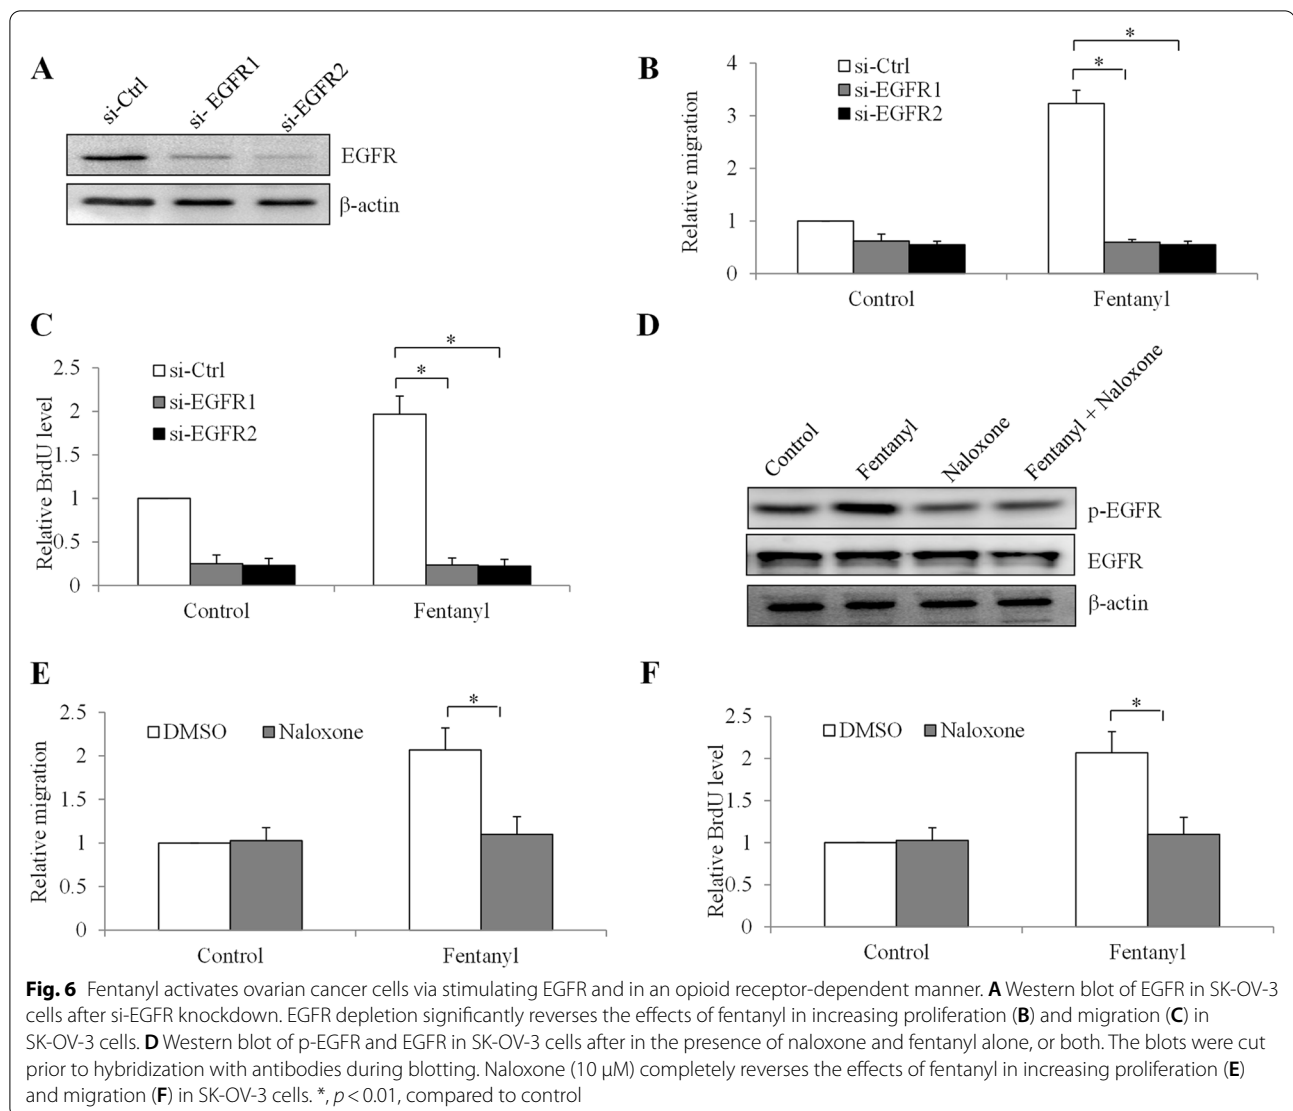 A
si-Ctrl
si- EGFR1
si-EGFR2
EGFR
β-actin
B
si-Ctrl
si-EGFR1
si-EGFR2
*
*
Relative migration
4
3
2
1
0
Control
Fentanyl
C
si-Ctrl
si-EGFR1
si-EGFR2
*
*
Relative BrdU level
2.5
2
1.5
1
0.5
0
Control
Fentanyl
D
Control
Fentanyl
Naloxone
Fentanyl + Naloxone
p-EGFR
EGFR
β-actin
E
DMSO
Naloxone
*
Relative migration
2.5
2
1.5
1
0.5
0
Control
Fentanyl
F
DMSO
Naloxone
*
Relative BrdU level
2.5
2
1.5
1
0.5
0
Control
Fentanyl
Fig. 6 Fentanyl activates ovarian cancer cells via stimulating EGFR and in an opioid receptor-dependent manner. A Western blot of EGFR in SK-OV-3
cells after si-EGFR knockdown. EGFR depletion significantly reverses the effects of fentanyl in increasing proliferation (B) and migration (C) in
SK-OV-3 cells. D Western blot of p-EGFR and EGFR in SK-OV-3 cells after in the presence of naloxone and fentanyl alone, or both. The blots were cut
prior to hybridization with antibodies during blotting. Naloxone (10 μM) completely reverses the effects of fentanyl in increasing proliferation (E)
and migration (F) in SK-OV-3 cells. *, p < 0.01, compared to control